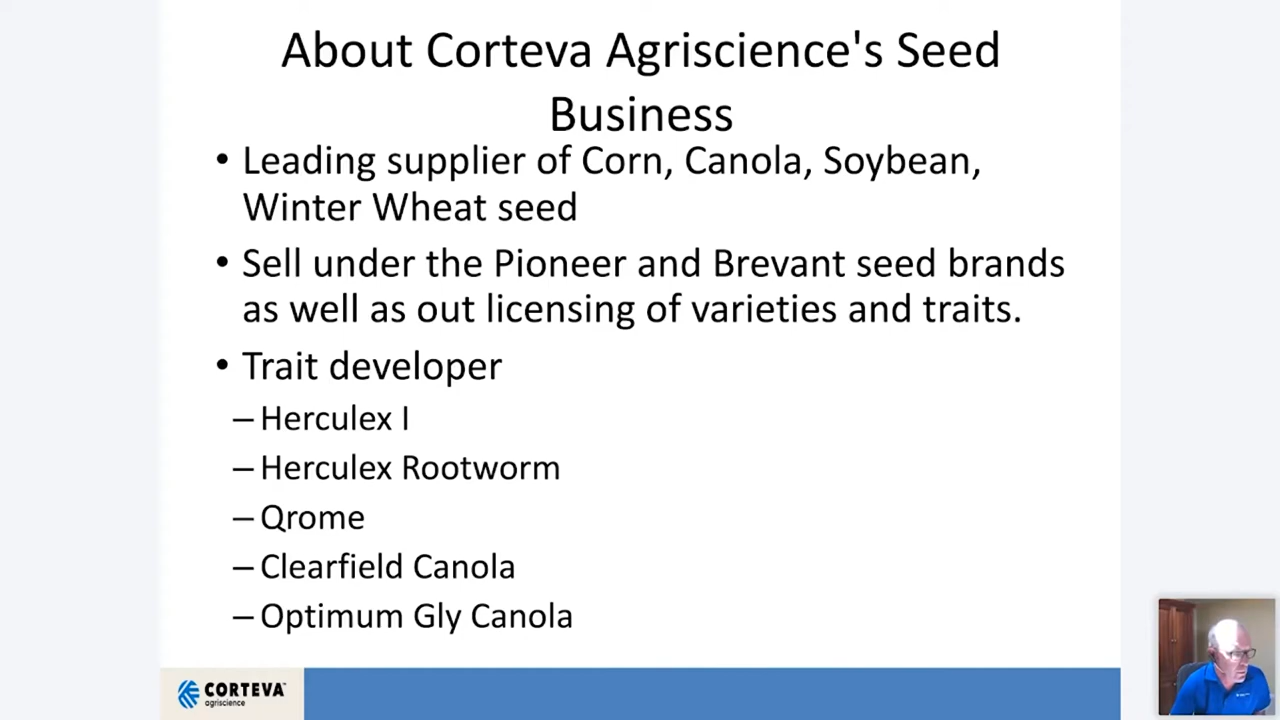 About Corteva Agriscience's Seed
Business
• Leading supplier of Corn, Canola, Soybean,
Winter Wheat seed
• Sell under the Pioneer and Brevant seed brands
as well as out licensing of varieties and traits.
• Trait developer
– Herculex I
– Herculex Rootworm
– Qrome
– Clearfield Canola
– Optimum Gly Canola
CORTEVA™
agriscience